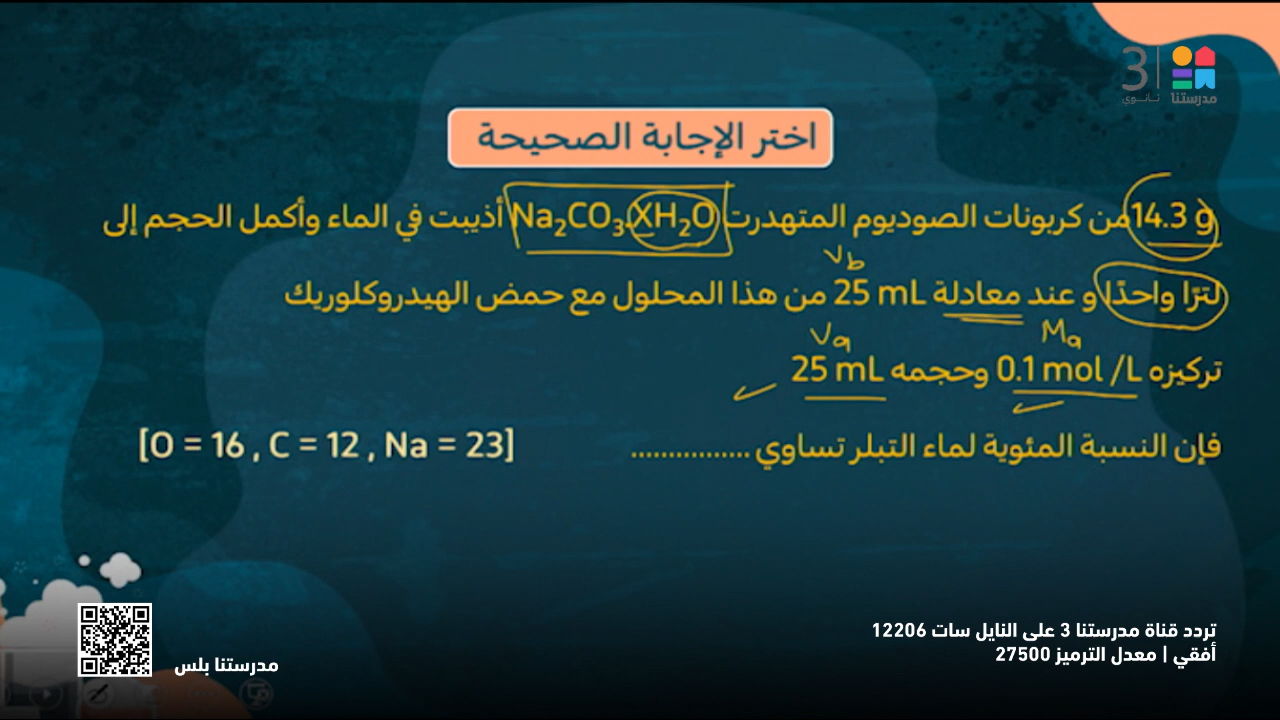 3
ثانوي
مدرستنا
اختر الإجابة الصحيحة
14.3 g من كربونات الصوديوم المتهدرت Na₂CO₃.XH₂O أذيبت في الماء وأكمل الحجم إلى
Vb
لترًا واحدًا و عند معادلة 25 mL من هذا المحلول مع حمض الهيدروكلوريك
Ma
Va
تركيزه 0.1 mol /L وحجمه 25 mL
فإن النسبة المئوية لماء التبلر تساوي ................
[O = 16 , C = 12 , Na = 23]
تردد قناة مدرستنا 3 على النايل سات 12206
أفقي | معدل الترميز 27500
مدرستنا بلس